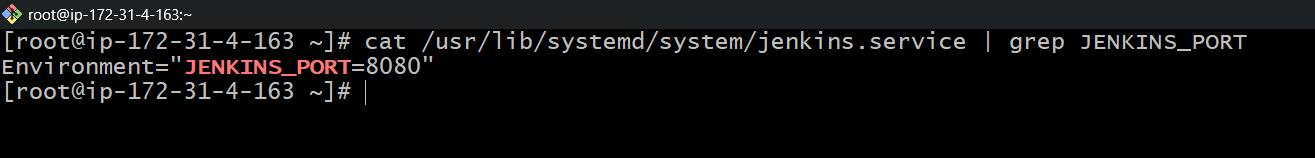 root@ip-172-31-4-163:~
[root@ip-172-31-4-163 ~]# cat /usr/lib/systemd/system/jenkins.service | grep JENKINS_PORT
Environment="JENKINS_PORT=8080"
[root@ip-172-31-4-163 ~]#